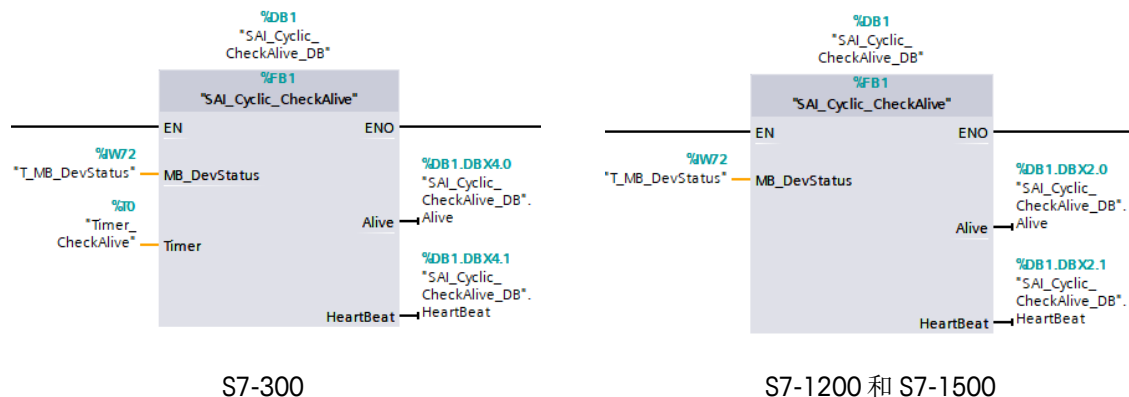 %DB1
"SAI_Cyclic_
CheckAlive_DB"
%FB1
"SAI_Cyclic_CheckAlive"
EN
ENO
%IW72
"T_MB_DevStatus"
MB_DevStatus
%T0
"Timer_
CheckAlive"
Timer
%DB1.DBX4.0
"SAI_Cyclic_
CheckAlive_DB".
Alive
Alive
%DB1.DBX4.1
"SAI_Cyclic_
CheckAlive_DB".
HeartBeat
HeartBeat
S7-300
%DB1
"SAI_Cyclic_
CheckAlive_DB"
%FB1
"SAI_Cyclic_CheckAlive"
EN
ENO
%IW72
"T_MB_DevStatus"
MB_DevStatus
%DB1.DBX2.0
"SAI_Cyclic_
CheckAlive_DB".
Alive
Alive
%DB1.DBX2.1
"SAI_Cyclic_
CheckAlive_DB".
HeartBeat
HeartBeat
S7-1200 和 S7-1500